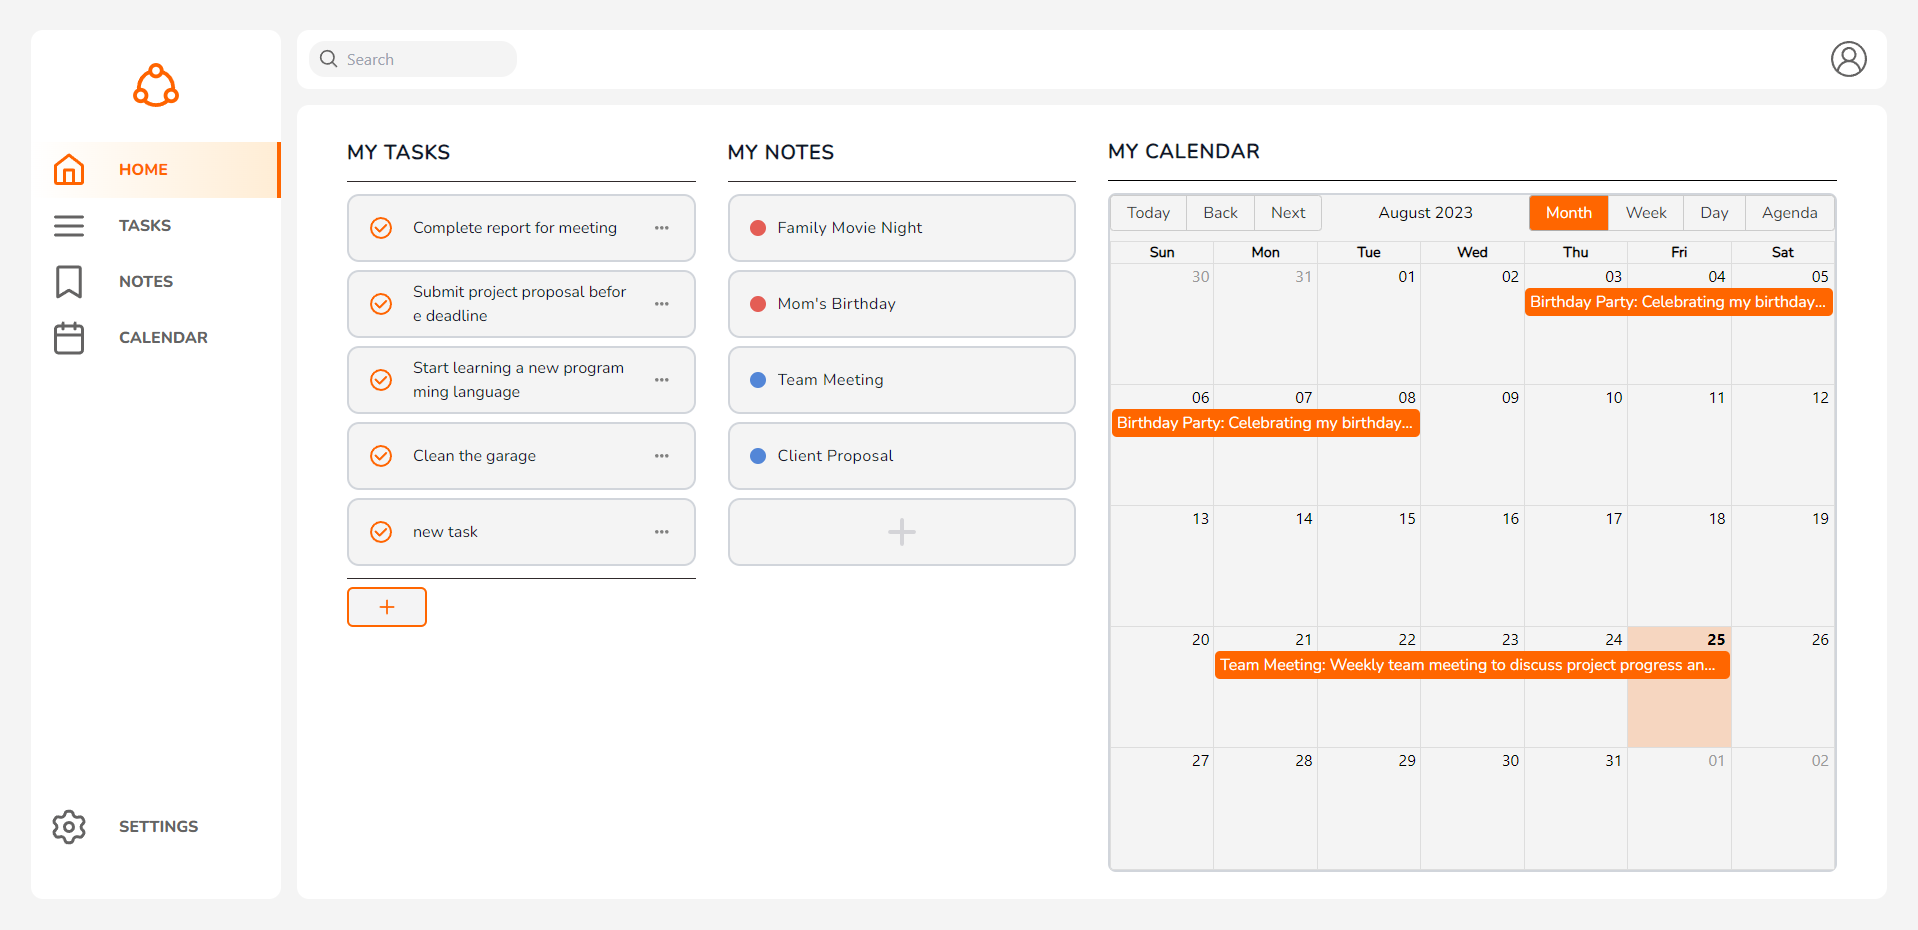 Search
HOME
TASKS
NOTES
CALENDAR
SETTINGS
MY TASKS
Complete report for meeting
Submit project proposal befor
e deadline
Start learning a new program
ming language
Clean the garage
new task
MY NOTES
Family Movie Night
Mom's Birthday
Team Meeting
Client Proposal
MY CALENDAR
Today Back Next August 2023 Month Week Day Agenda
Sun Mon Tue Wed Thu Fri Sat
30 31 01 02 03 04 05
Birthday Party: Celebrating my birthday...
06 07 08 09 10 11 12
Birthday Party: Celebrating my birthday...
13 14 15 16 17 18 19
20 21 22 23 24 25 26
Team Meeting: Weekly team meeting to discuss project progress an...
27 28 29 30 31 01 02